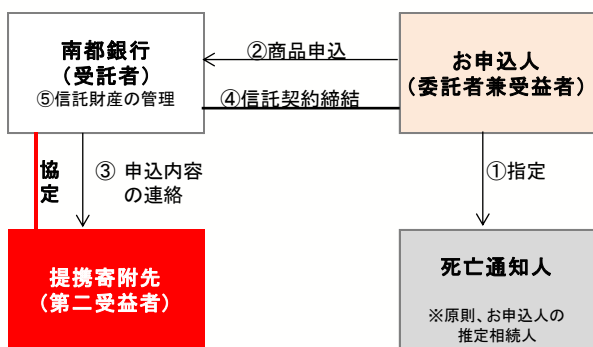 南都銀行
（受託者）
⑤信託財産の管理
②商品申込
④信託契約締結
お申込人
（委託者兼受益者）
協
定
③ 申込内容
の連絡
①指定
提携寄附先
（第二受益者）
死亡通知人
※原則、お申込人の
推定相続人